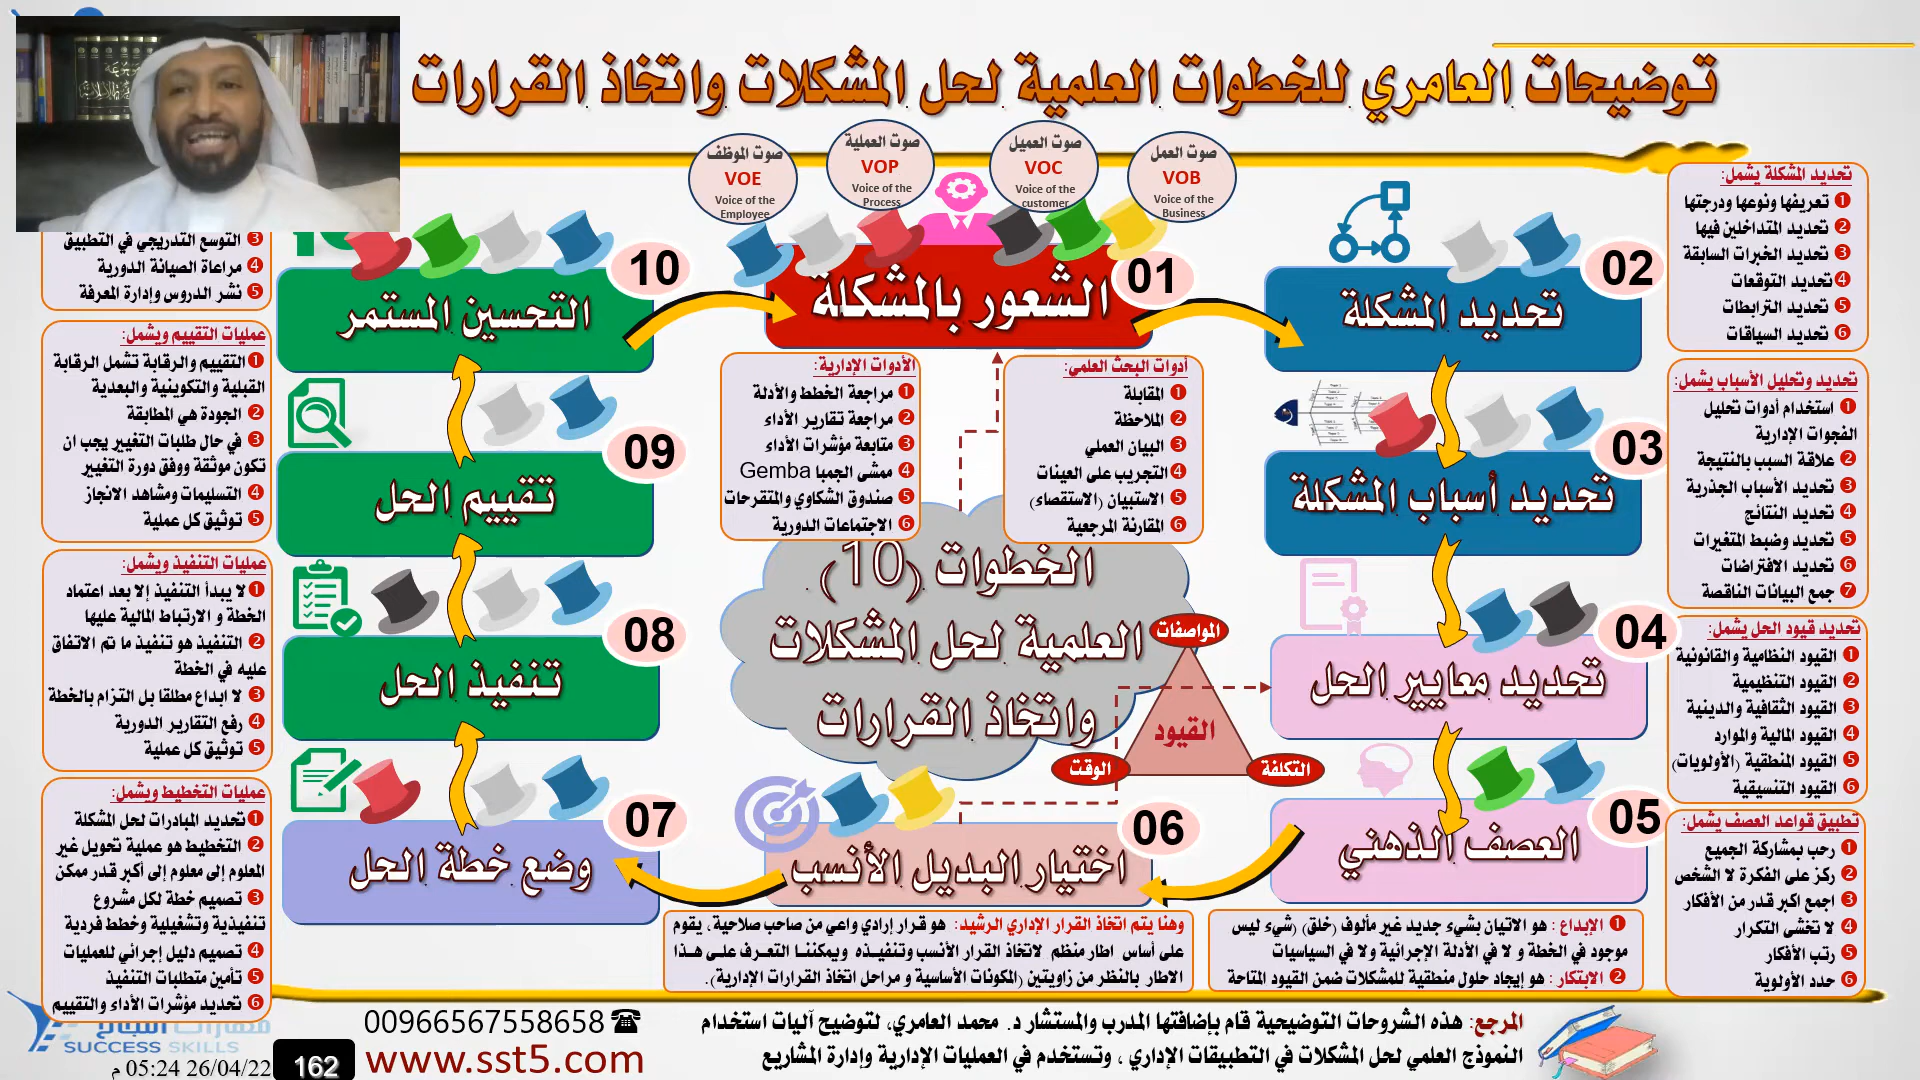 توضيحات العامري للخطوات العلمية لحل المشكلات واتخاذ القرارات
صوت العمل
VOB
Voice of the
Business
صوت العميل
VOC
Voice of the
customer
صوت العملية
VOP
Voice of the
Process
صوت الموظف
VOE
Voice of the
Employee
01
الشعور بالمشكلة
02
تحديد المشكلة
03
تحديد أسباب المشكلة
04
تحديد معايير الحل
05
العصف الذهني
06
اختيار البديل الأنسب
07
وضع خطة الحل
08
تنفيذ الحل
09
تقييم الحل
10
التحسين المستمر
تحديد المشكلة يشمل:
1 تعريفها ونوعها ودرجتها
2 تحديد المتداخلين فيها
3 تحديد الخبرات السابقة
4 تحديد التوقعات
5 تحديد الترابطات
6 تحديد السياقات
تحديد وتحليل الأسباب يشمل:
1 استخدام أدوات تحليل
الفجوات الإدارية
2 علاقة السبب بالنتيجة
3 تحديد الأسباب الجذرية
4 تحديد النتائج
5 تحديد وضبط المتغيرات
6 تحديد الافتراضات
7 جمع البيانات الناقصة
تحديد قيود الحل يشمل:
1 القيود النظامية والقانونية
2 القيود التنظيمية
3 القيود الثقافية والدينية
4 القيود المالية والموارد
5 القيود المنطقية (الأولويات)
6 القيود التنسيقية
تطبيق قواعد العصف يشمل:
1 رحب بمشاركة الجميع
2 ركز على الفكرة لا الشخص
3 اجمع اكبر قدر من الأفكار
4 لا تخشى التكرار
5 رتب الأفكار
6 حدد الأولوية
أدوات البحث العلمي:
1 المقابلة
2 الملاحظة
3 البيان العملي
4 التجريب على العينات
5 الاستبيان (الاستقصاء)
6 المقارنة المرجعية
الأدوات الإدارية:
1 مراجعة الخطط والأدلة
2 مراجعة تقارير الأداء
3 متابعة مؤشرات الأداء
4 ممشى الجمبا Gemba
5 صندوق الشكاوي والمتقرحات
6 الاجتماعات الدورية
الخطوات (10)
العلمية لحل المشكلات
واتخاذ القرارات
المواصفات
القيود
التكلفة
الوقت
3 التوسع التدريجي في التطبيق
4 مراعاة الصيانة الدورية
5 نشر الدروس وإدارة المعرفة
عمليات التقييم ويشمل:
1 التقييم والرقابة تشمل الرقابة
القبلية والتكوينية والبعدية
2 الجودة هي المطابقة
3 في حال طلبات التغيير يجب ان
تكون موثقة ووفق دورة التغيير
4 التسليمات ومشاهد الانجاز
5 توثيق كل عملية
عمليات التنفيذ ويشمل:
1 لا يبدأ التنفيذ إلا بعد اعتماد
الخطة و الارتباط المالية عليها
2 التنفيذ هو تنفيذ ما تم الاتفاق
عليه في الخطة
3 لا ابداع مطلقا بل التزام بالخطة
4 رفع التقارير الدورية
5 توثيق كل عملية
عمليات التخطيط ويشمل:
1 تحديد المبادرات لحل المشكلة
2 التخطيط هو عملية تحويل غير
المعلوم إلى معلوم إلى أكبر قدر ممكن
3 تصميم خطة لكل مشروع
تنفيذية وتشغيلية وخطط فردية
4 تصميم دليل إجرائي للعمليات
5 تأمين متطلبات التنفيذ
6 تحديد مؤشرات الأداء والتقييم
1 الإبداع : هو الاتيان بشيء جديد غير مألوف (خلق) (شيء ليس
موجود في الخطة و لا في الأدلة الإجرائية ولا في السياسيات
2 الابتكار : هو إيجاد حلول منطقية للمشكلات ضمن القيود المتاحة
وهنا يتم اتخاذ القرار الإداري الرشيد: هو قرار إرادي واعي من صاحب صلاحية، يقوم
على أساس اطار منظم لاتخاذ القرار الأنسب وتنفيذه ويمكننا التعرف على هذا
الاطار بالنظر من زاويتين (المكونات الأساسية و مراحل اتخاذ القرارات الإدارية).
المرجع: هذه الشروحات التوضيحية قام بإضافتها المدرب والمستشار د. محمد العامري، لتوضيح آليات استخدام
النموذج العلمي لحل المشكلات في التطبيقات الإداري ، وتستخدم في العمليات الإدارية وإدارة المشاريع
00966567558658
www.sst5.com
مهارات النجاح
SUCCESS SKILLS
162
26/04/22 05:24 م